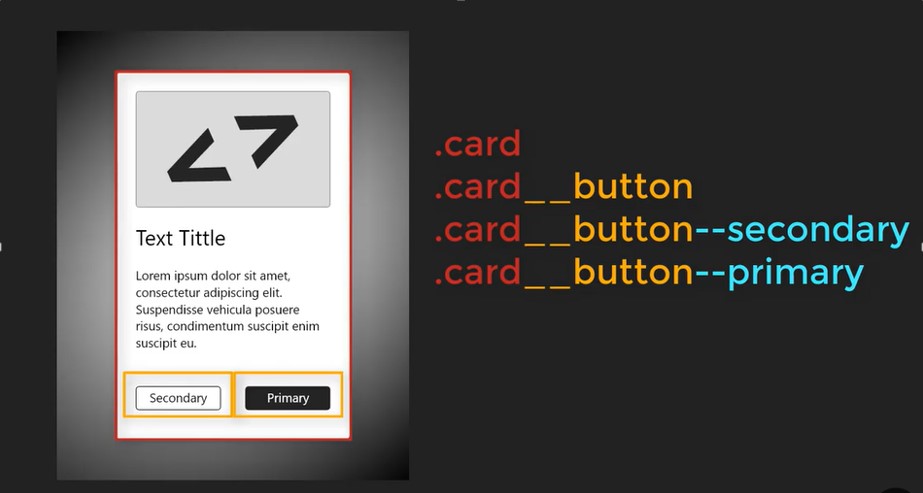 Text Tittle
Lorem ipsum dolor sit amet,
consectetur adipiscing elit.
Suspendisse vehicula posuere
risus, condimentum suscipit enim
suscipit eu.
Secondary
Primary
.card
.card__button
.card__button--secondary
.card__button--primary